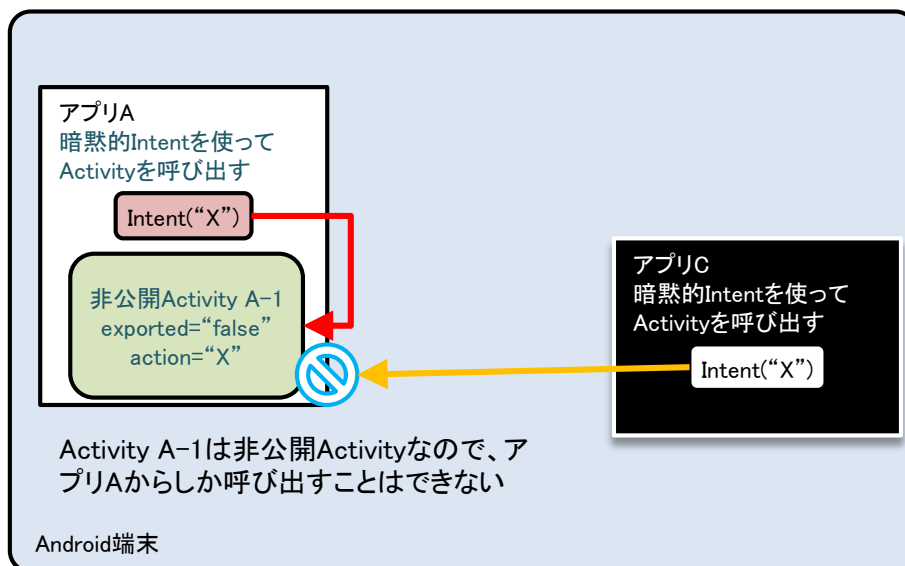 アプリA
暗黙的Intentを使って
Activityを呼び出す
Intent(“X”)
非公開Activity A-1
exported=“false”
action=“X”
アプリC
暗黙的Intentを使って
Activityを呼び出す
Intent(“X”)
Activity A-1は非公開Activityなので、ア
プリAからしか呼び出すことはできない
Android端末